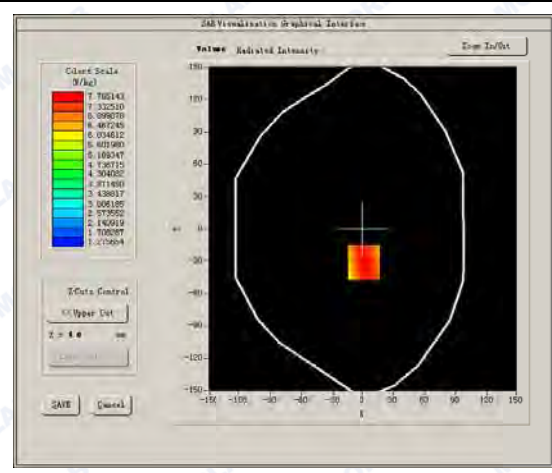 SAR Visualisation Graphical Interface
Volume Radiated Intensity
Zoom In/Out
Colors Scale
(W/kg)
7.765143
7.332510
6.899878
6.467245
6.034612
5.601980
5.169347
4.736715
4.304082
3.871450
3.438817
3.006185
2.573552
2.140919
1.708287
1.275654
Z-Cuts Control
<< Upper Cut
Z = 4.0 mm
SAVE
Cancel
150
120
90
60
30
0
-30
-60
-90
-120
-150
-150 -120 -90 -60 -30 0 30 60 90 120 150
X